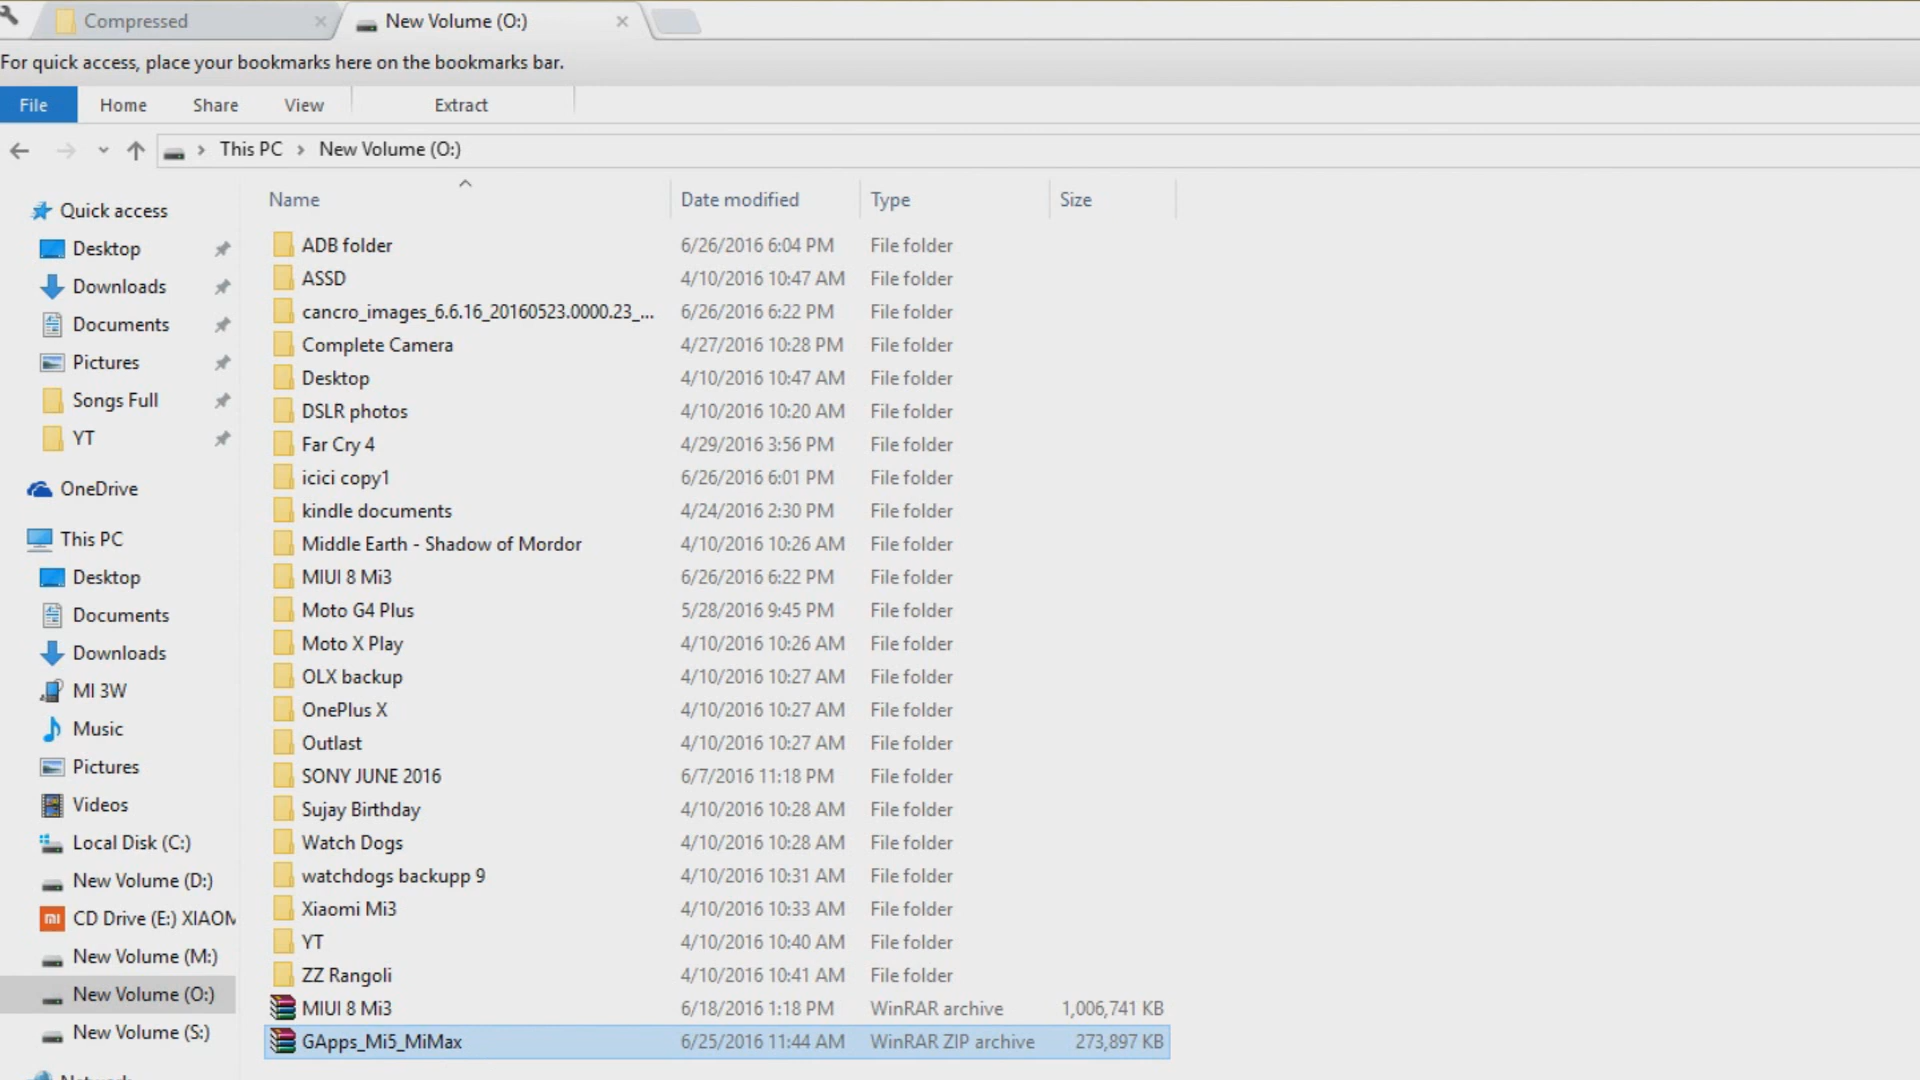 Compressed
New Volume (O:)
For quick access, place your bookmarks here on the bookmarks bar.
File Home Share View Extract
This PC New Volume (O:)
Name Date modified Type Size
Quick access
Desktop
Downloads
Documents
Pictures
Songs Full
YT
OneDrive
This PC
Desktop
Documents
Downloads
MI 3W
Music
Pictures
Videos
Local Disk (C:)
New Volume (D:)
CD Drive (E:) XIAOM
New Volume (M:)
New Volume (O:)
New Volume (S:)
Network
ADB folder 6/26/2016 6:04 PM File folder
ASSD 4/10/2016 10:47 AM File folder
cancro_images_6.6.16_20160523.0000.23_... 6/26/2016 6:22 PM File folder
Complete Camera 4/27/2016 10:28 PM File folder
Desktop 4/10/2016 10:47 AM File folder
DSLR photos 4/10/2016 10:20 AM File folder
Far Cry 4 4/29/2016 3:56 PM File folder
icici copy1 6/26/2016 6:01 PM File folder
kindle documents 4/24/2016 2:30 PM File folder
Middle Earth - Shadow of Mordor 4/10/2016 10:26 AM File folder
MIUI 8 Mi3 6/26/2016 6:22 PM File folder
Moto G4 Plus 5/28/2016 9:45 PM File folder
Moto X Play 4/10/2016 10:26 AM File folder
OLX backup 4/10/2016 10:27 AM File folder
OnePlus X 4/10/2016 10:27 AM File folder
Outlast 4/10/2016 10:27 AM File folder
SONY JUNE 2016 6/7/2016 11:18 PM File folder
Sujay Birthday 4/10/2016 10:28 AM File folder
Watch Dogs 4/10/2016 10:28 AM File folder
watchdogs backupp 9 4/10/2016 10:31 AM File folder
Xiaomi Mi3 4/10/2016 10:33 AM File folder
YT 4/10/2016 10:40 AM File folder
ZZ Rangoli 4/10/2016 10:41 AM File folder
MIUI 8 Mi3 6/18/2016 1:18 PM WinRAR archive 1,006,741 KB
GApps_Mi5_MiMax 6/25/2016 11:44 AM WinRAR ZIP archive 273,897 KB